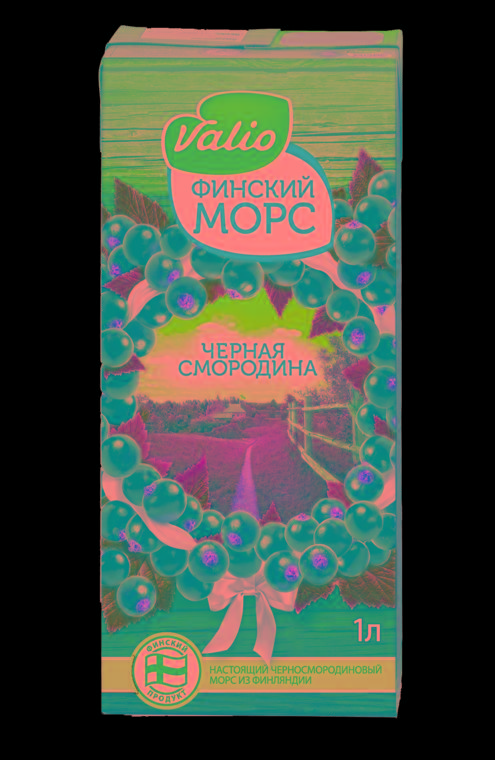 Valio
ФИНСКИЙ
МОРС
ЧЕРНАЯ
СМОРОДИНА
1л
ФИНСКИЙ
ПРОДУКТ
НАСТОЯЩИЙ ЧЕРНОСМОРОДИНОВЫЙ
МОРС ИЗ ФИНЛЯНДИИ